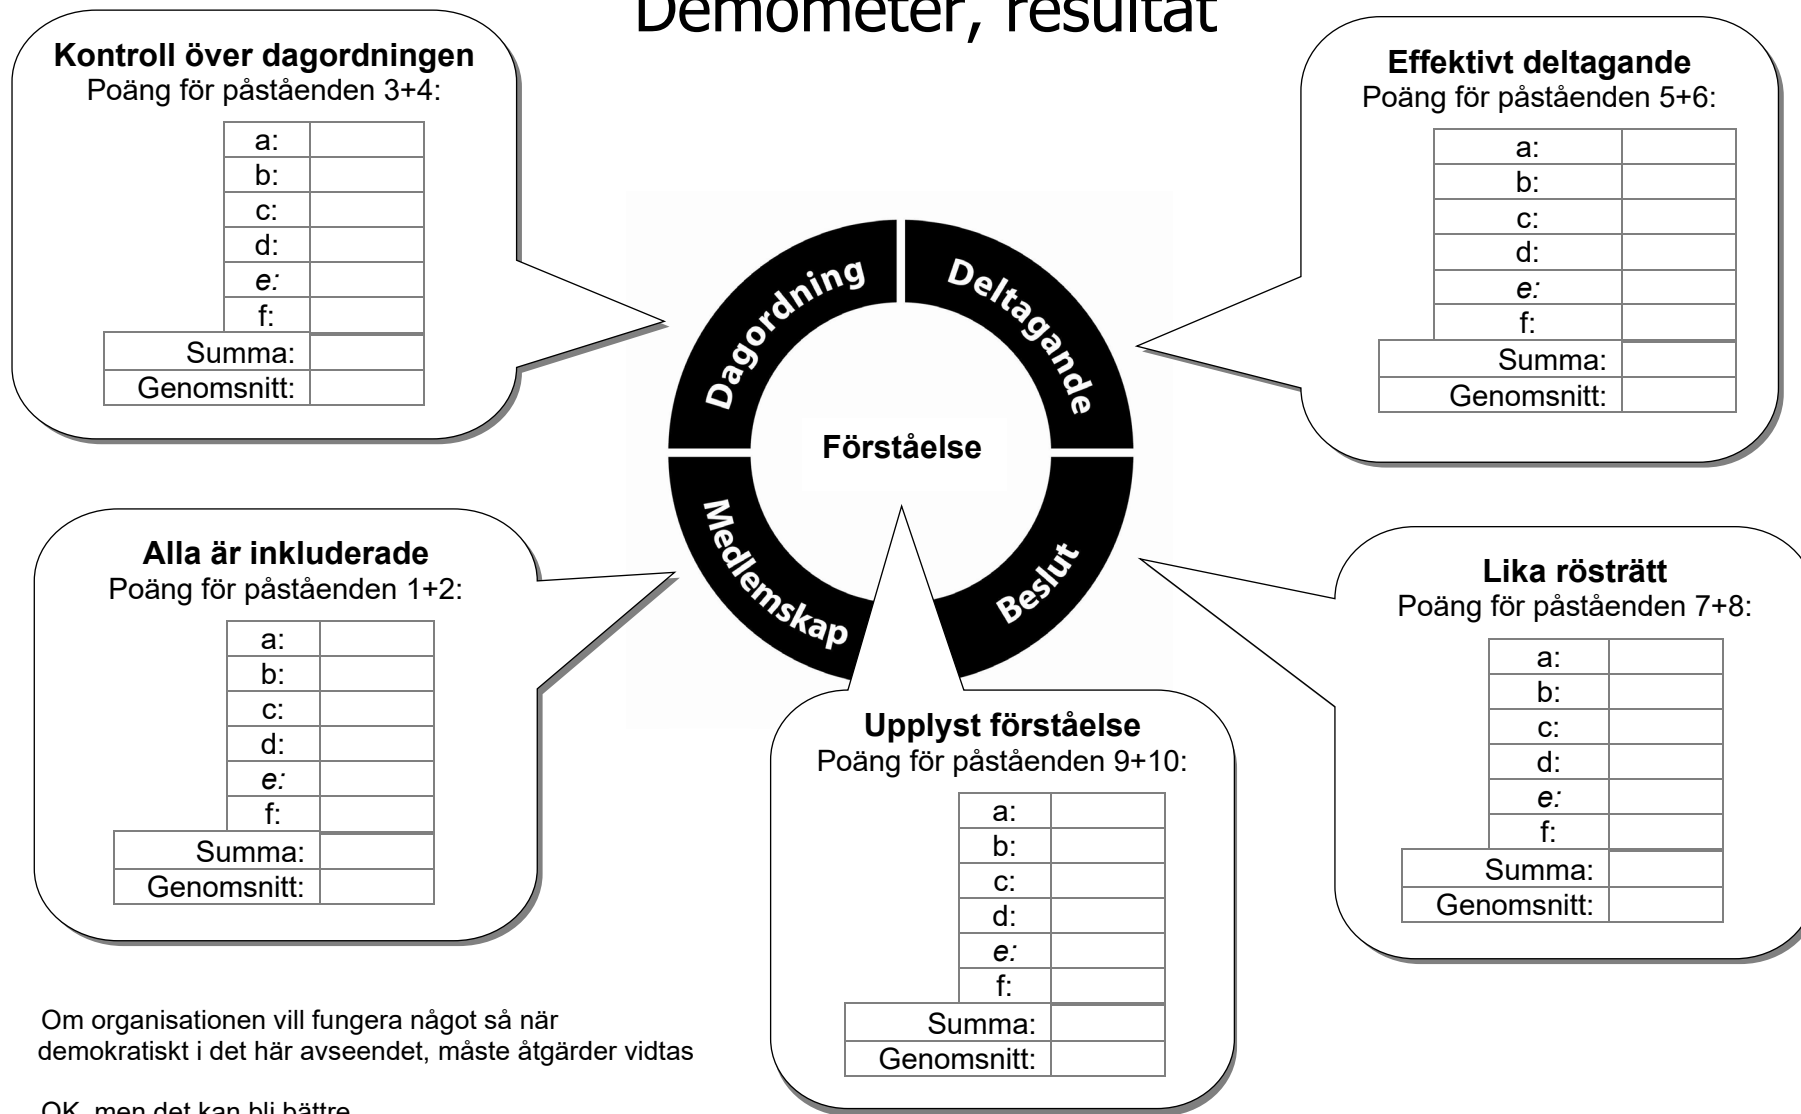 Demometer, resultat
Kontroll över dagordningen
Poäng för påståenden 3+4:
a:
b:
c:
d:
e:
f:
Summa:
Genomsnitt:
Effektivt deltagande
Poäng för påståenden 5+6:
a:
b:
c:
d:
e:
f:
Summa:
Genomsnitt:
Dagordning
Deltagande
Förståelse
Medlemskap
Beslut
Alla är inkluderade
Poäng för påståenden 1+2:
a:
b:
c:
d:
e:
f:
Summa:
Genomsnitt:
Lika rösträtt
Poäng för påståenden 7+8:
a:
b:
c:
d:
e:
f:
Summa:
Genomsnitt:
Upplyst förståelse
Poäng för påståenden 9+10:
a:
b:
c:
d:
e:
f:
Summa:
Genomsnitt:
Om organisationen vill fungera något så när
demokratiskt i det här avseendet, måste åtgärder vidtas
OK, men det kan bli bättre